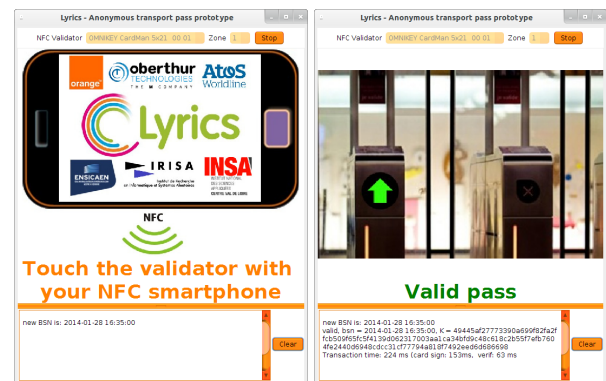 Lyrics - Anonymous transport pass prototype
NFC Validator OMNIKEY CardMan 5x21 00 01 Zone 1 Stop
orange™
oberthur
TECHNOLOGIES
THE M COMPANY
AtoS
Worldline
Lyrics
ENSICAEN
IRISA
INSA
NFC
Touch the validator with
your NFC smartphone
new BSN is: 2014-01-28 16:35:00
Clear
Lyrics - Anonymous transport pass prototype
NFC Validator OMNIKEY CardMan 5x21 00 01 Zone 1 Stop
Valid pass
new BSN is: 2014-01-28 16:35:00
valid, bsn = 2014-01-28 16:35:00, K = 49445af27773390a699f82fa2f
fcb509f65fc5f4139d062317003aa1ca34bfd9c48c618c2b55f7efb760
4fe2440d6948cdcc31cf77794a818f7492eed6d686698
Transaction time: 224 ms (card sign: 153ms, verif: 63 ms
Clear